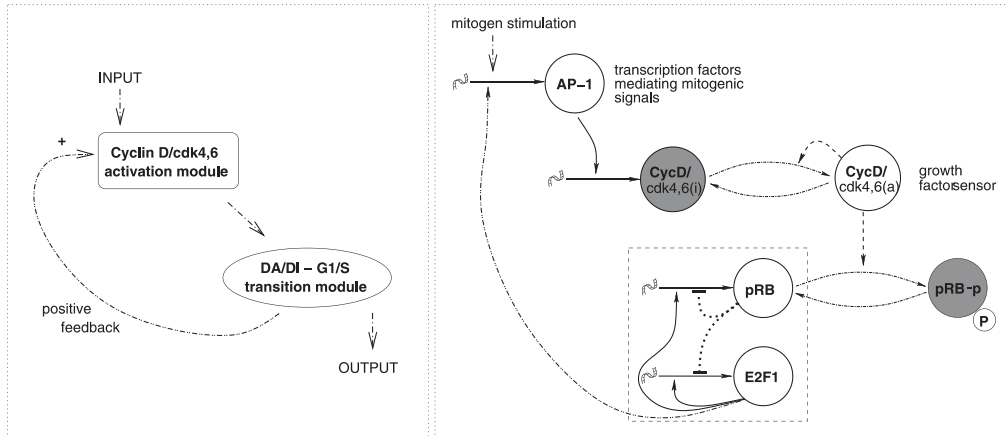 INPUT
+
Cyclin D/cdk4,6
activation module
DA/DI – G1/S
transition module
positive
feedback
OUTPUT
mitogen stimulation
AP–1
transcription factors
mediating mitogenic
signals
CycD/
cdk4,6(i)
CycD/
cdk4,6(a)
growth
factorsensor
pRB
pRB-p
P
E2F1